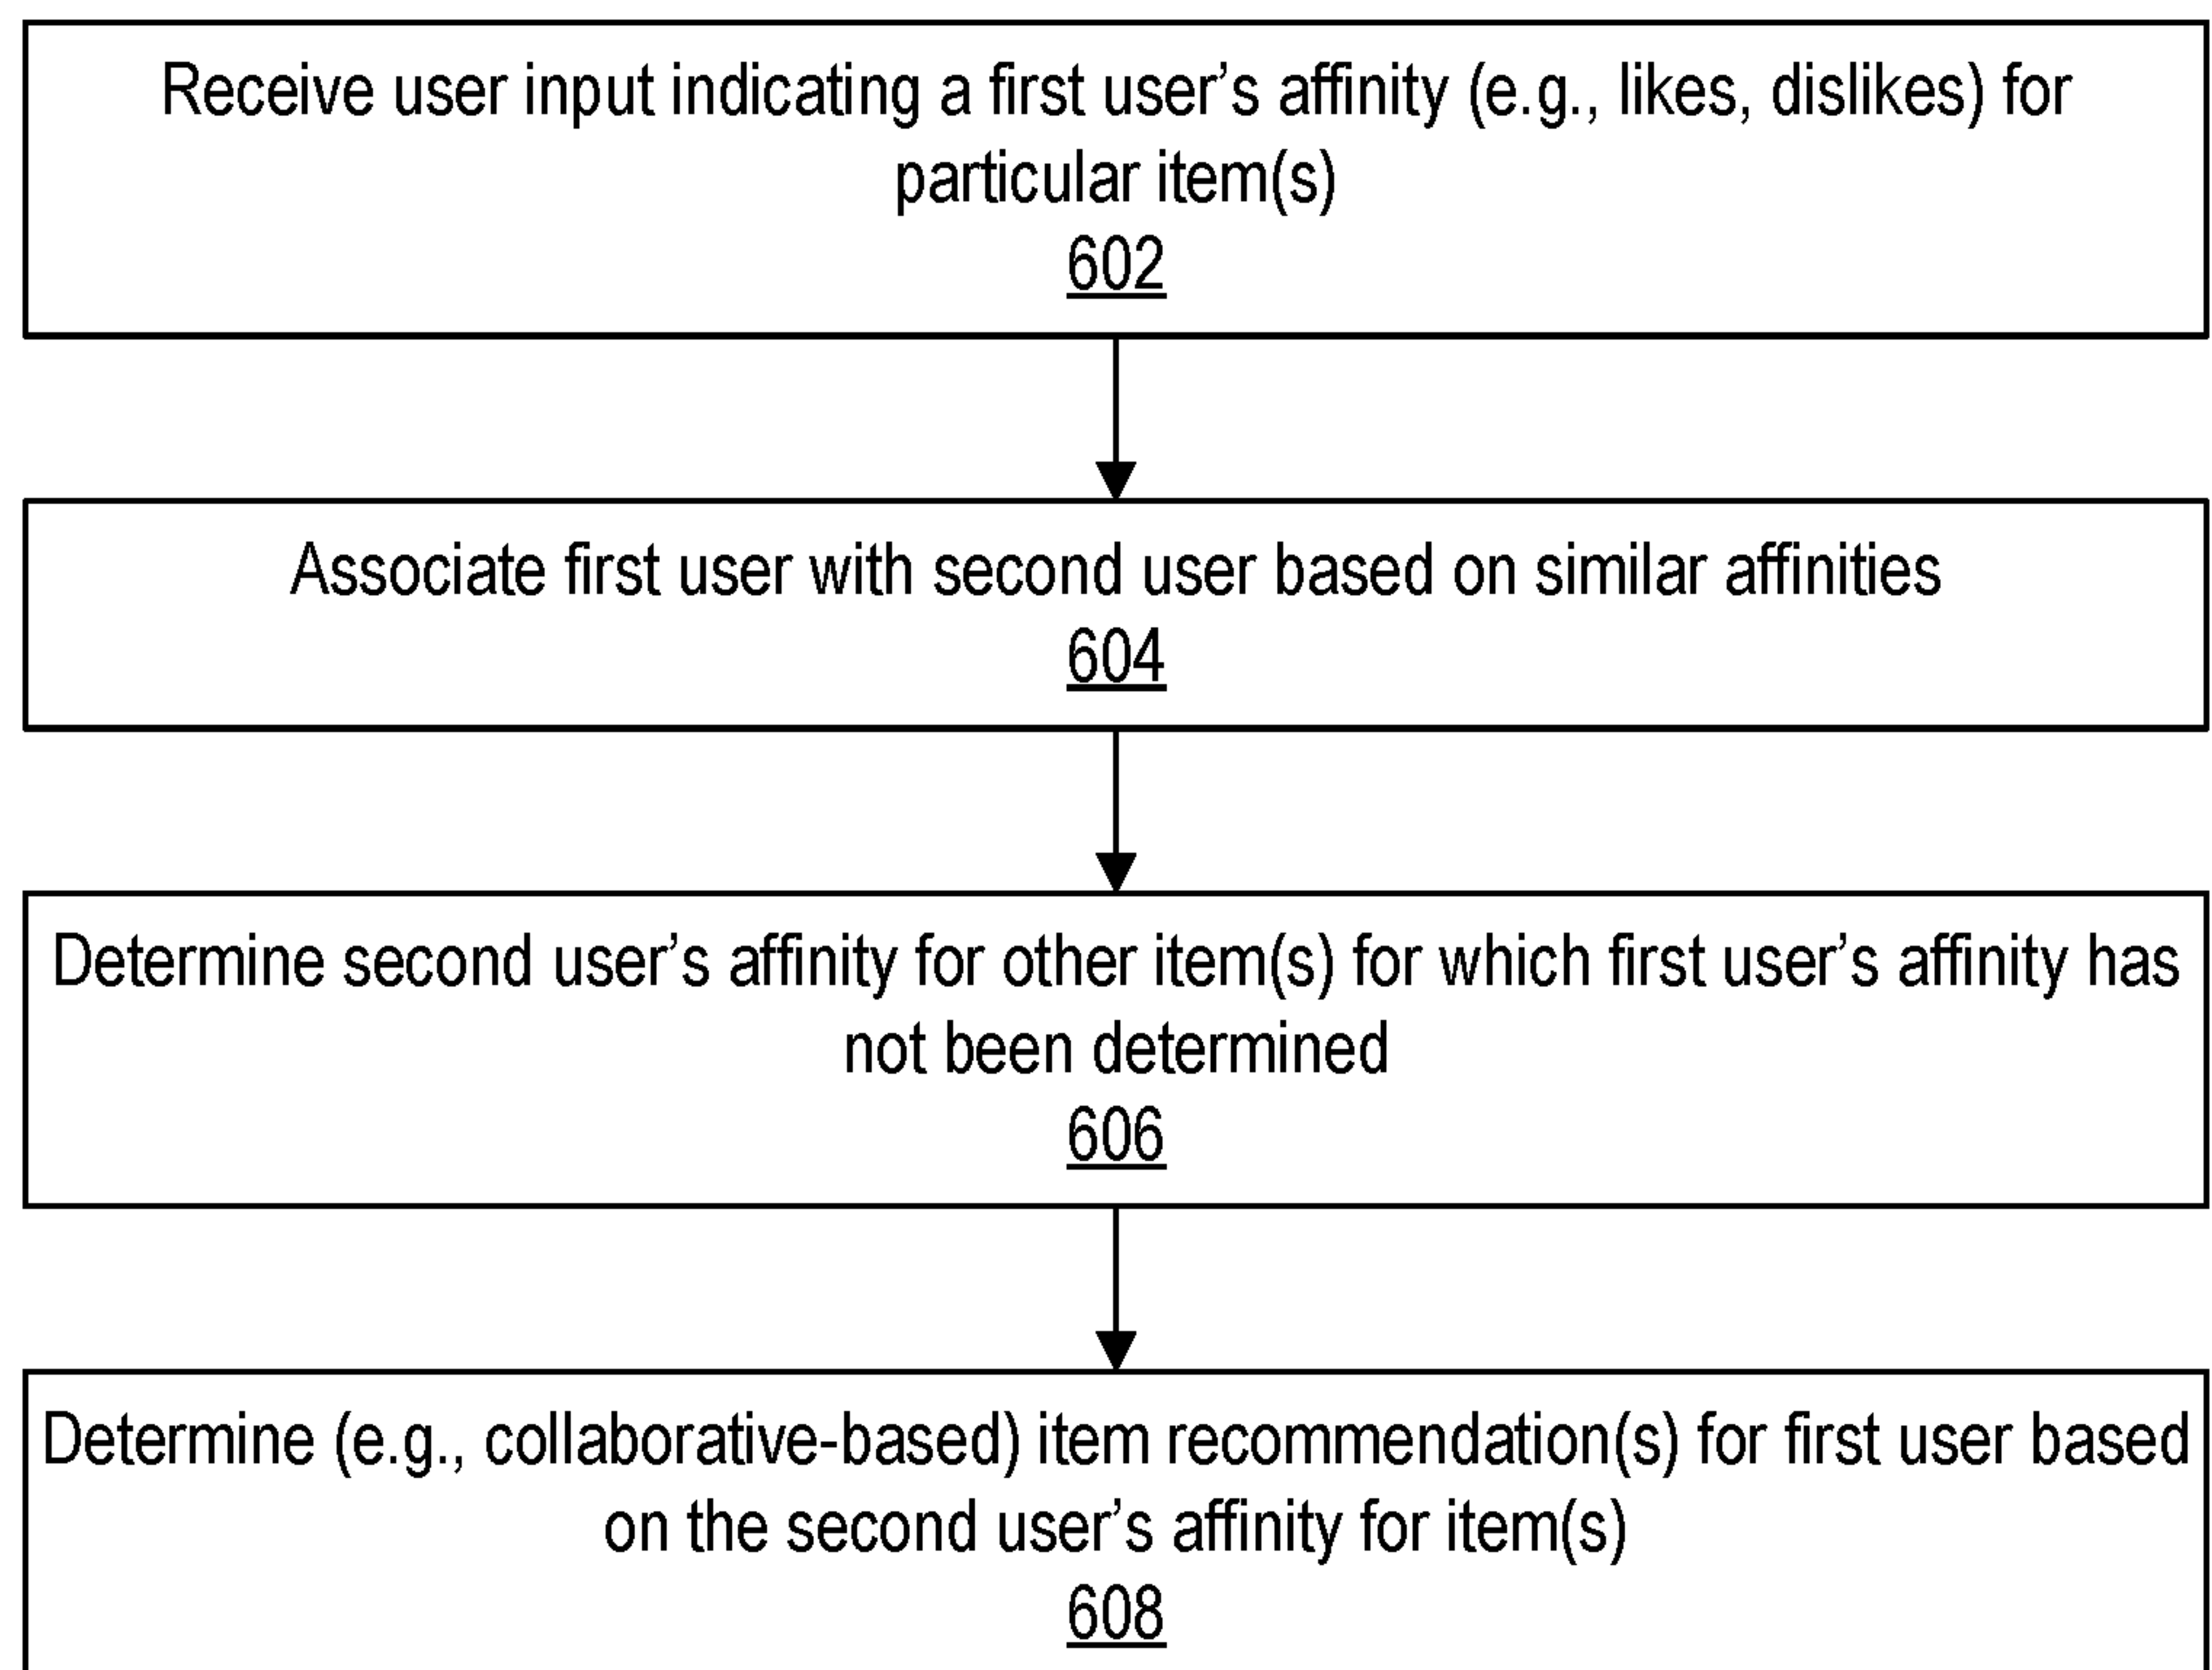 Receive user input indicating a first user’s affinity (e.g., likes, dislikes) for
particular item(s)
602
Associate first user with second user based on similar affinities
604
Determine second user’s affinity for other item(s) for which first user’s affinity has
not been determined
606
Determine (e.g., collaborative-based) item recommendation(s) for first user based
on the second user’s affinity for item(s)
608